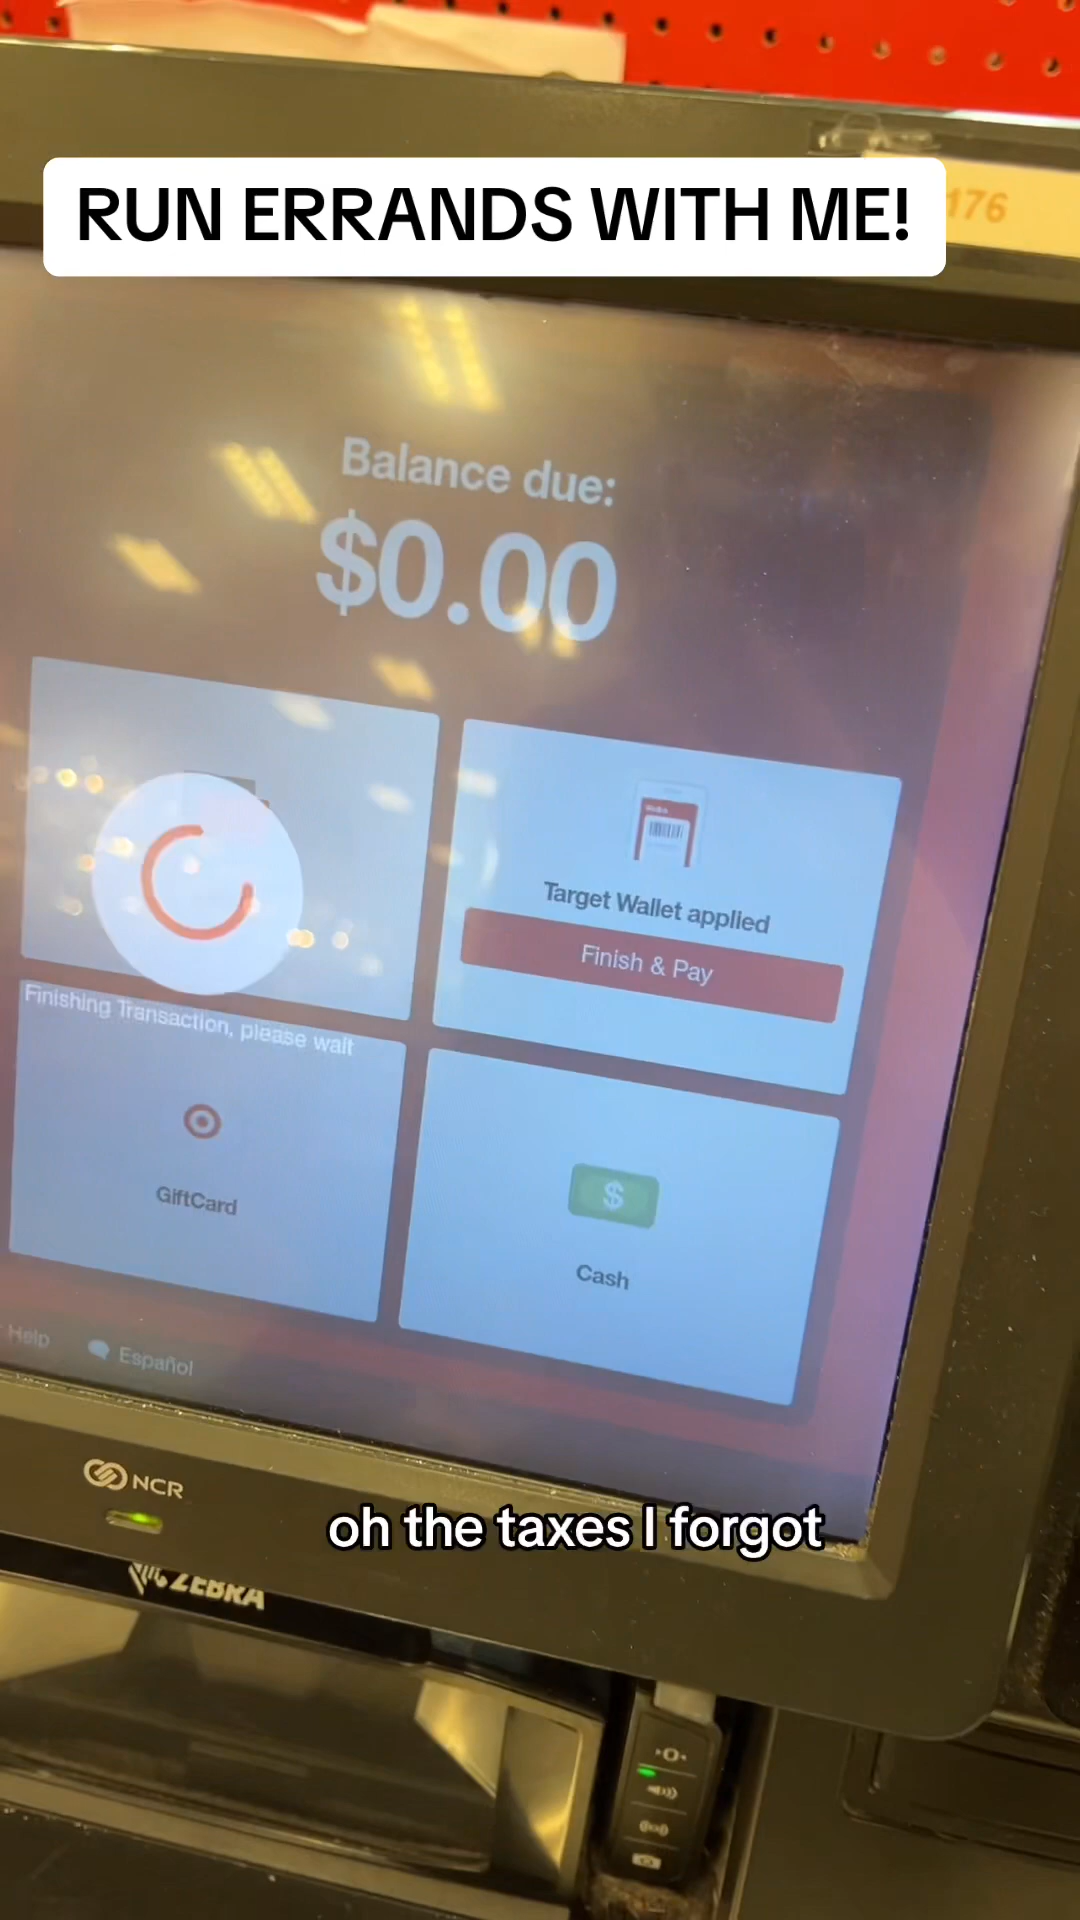 RUN ERRANDS WITH ME!
176
Balance due:
$0.00
Target Wallet applied
Finish & Pay
Finishing Transaction, please wait
GiftCard
$
Cash
Help
Español
NCR
oh the taxes I forgot
ZEBRA